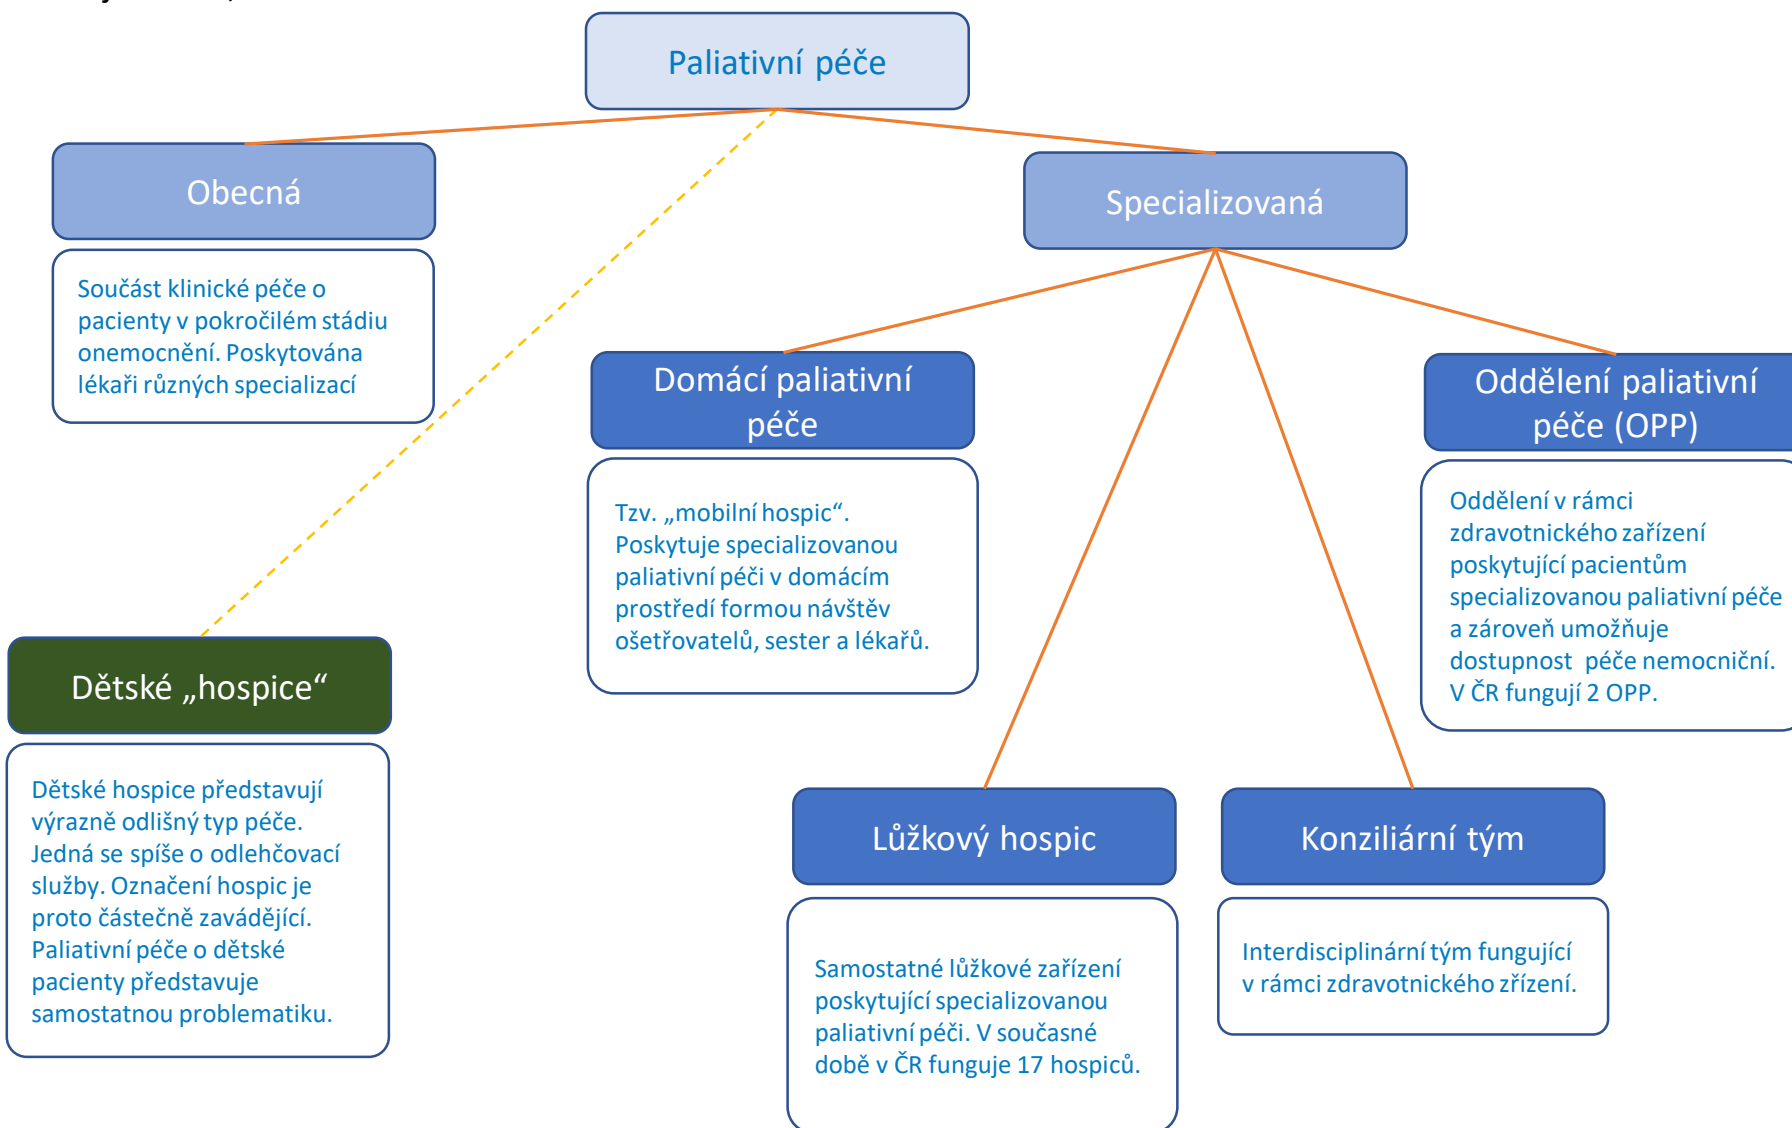 Paliativní péče
Obecná
Součást klinické péče o
pacienty v pokročilém stádiu
onemocnění. Poskytována
lékaři různých specializací
Specializovaná
Domácí paliativní
péče
Tzv. „mobilní hospic“.
Poskytuje specializovanou
paliativní péči v domácím
prostředí formou návštěv
ošetřovatelů, sester a lékařů.
Oddělení paliativní
péče (OPP)
Oddělení v rámci
zdravotnického zařízení
poskytující pacientům
specializovanou paliativní péče
a zároveň umožňuje
dostupnost péče nemocniční.
V ČR fungují 2 OPP.
Dětské „hospice“
Dětské hospice představují
výrazně odlišný typ péče.
Jedná se spíše o odlehčovací
služby. Označení hospic je
proto částečně zavádějící.
Paliativní péče o dětské
pacienty představuje
samostatnou problematiku.
Lůžkový hospic
Samostatné lůžkové zařízení
poskytující specializovanou
paliativní péči. V současné
době v ČR funguje 17 hospiců.
Konziliární tým
Interdisciplinární tým fungující
v rámci zdravotnického zřízení.